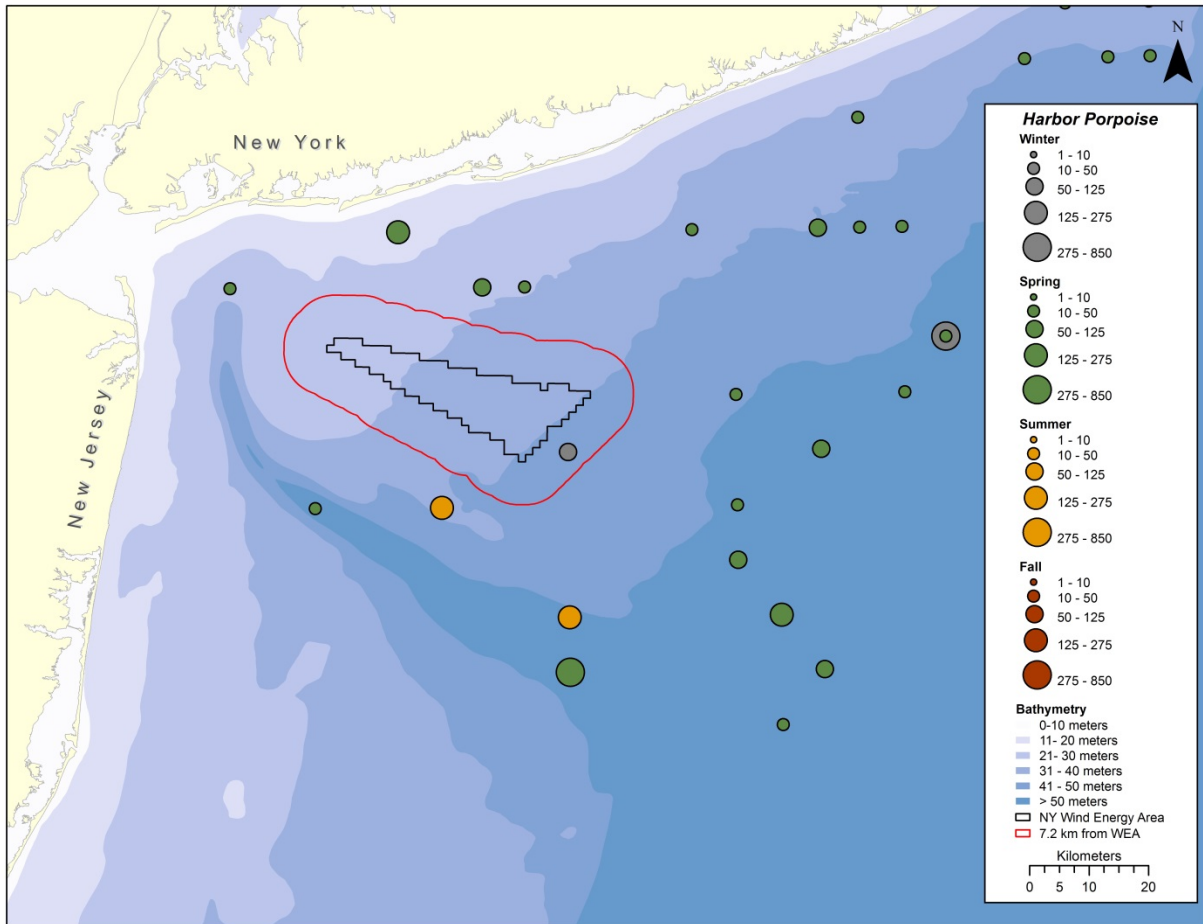 N
New York
New Jersey
Harbor Porpoise
Winter
1 - 10
10 - 50
50 - 125
125 - 275
275 - 850
Spring
1 - 10
10 - 50
50 - 125
125 - 275
275 - 850
Summer
1 - 10
10 - 50
50 - 125
125 - 275
275 - 850
Fall
1 - 10
10 - 50
50 - 125
125 - 275
275 - 850
Bathymetry
0-10 meters
11- 20 meters
21- 30 meters
31 - 40 meters
41 - 50 meters
> 50 meters
NY Wind Energy Area
7.2 km from WEA
Kilometers
0 5 10 20